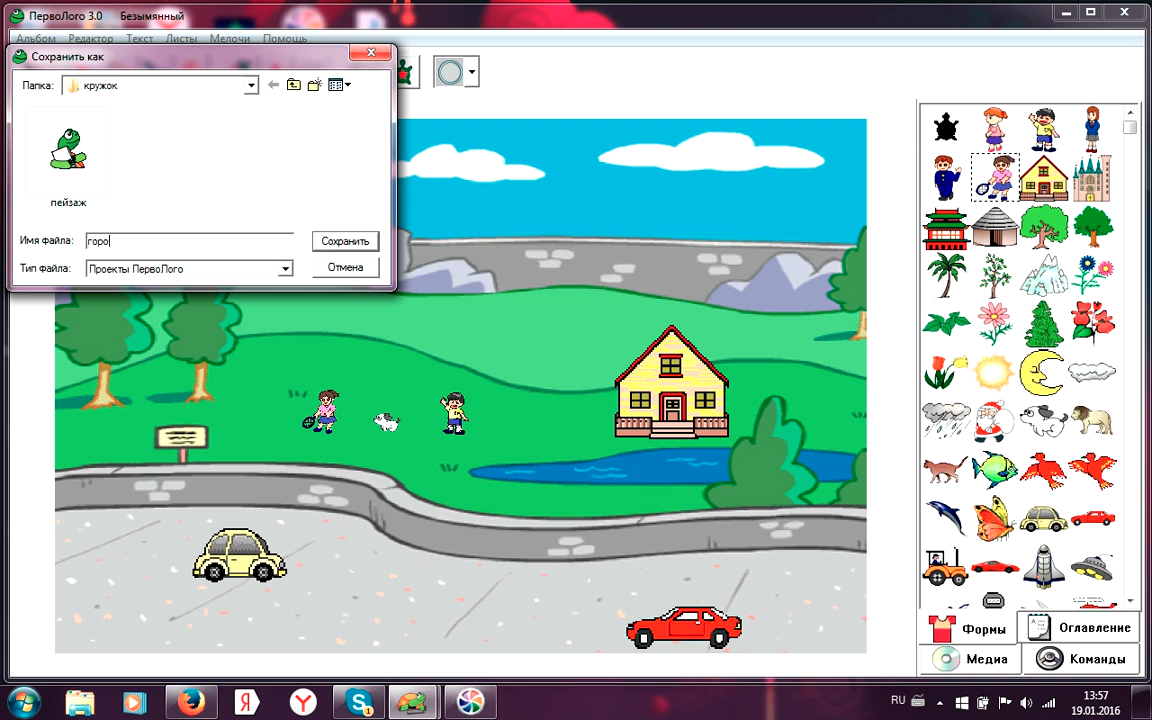 ПервоЛого 3.0 Безымянный
Альбом Редактор Текст Листы Мелочи Помощь
Сохранить как
Папка: кружок
пейзаж
Имя файла: горо
Сохранить
Тип файла: Проекты ПервоЛого
Отмена
Формы
Оглавление
Медиа
Команды
Я
Y
S
1
RU
13:57
19.01.2016